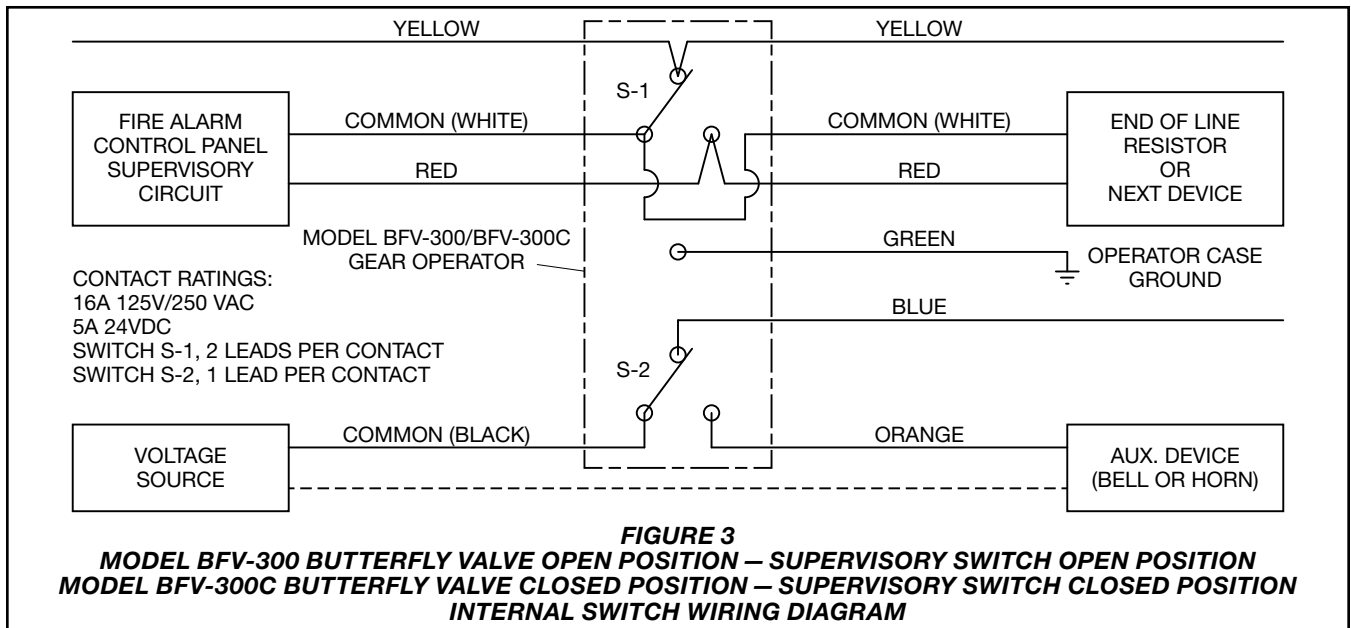 YELLOW
YELLOW
S-1
FIRE ALARM
CONTROL PANEL
SUPERVISORY
CIRCUIT
COMMON (WHITE)
RED
COMMON (WHITE)
RED
END OF LINE
RESISTOR
OR
NEXT DEVICE
MODEL BFV-300/BFV-300C
GEAR OPERATOR
GREEN
OPERATOR CASE
GROUND
CONTACT RATINGS:
16A 125V/250 VAC
5A 24VDC
SWITCH S-1, 2 LEADS PER CONTACT
SWITCH S-2, 1 LEAD PER CONTACT
BLUE
S-2
VOLTAGE
SOURCE
COMMON (BLACK)
ORANGE
AUX. DEVICE
(BELL OR HORN)
FIGURE 3
MODEL BFV-300 BUTTERFLY VALVE OPEN POSITION — SUPERVISORY SWITCH OPEN POSITION
MODEL BFV-300C BUTTERFLY VALVE CLOSED POSITION — SUPERVISORY SWITCH CLOSED POSITION
INTERNAL SWITCH WIRING DIAGRAM